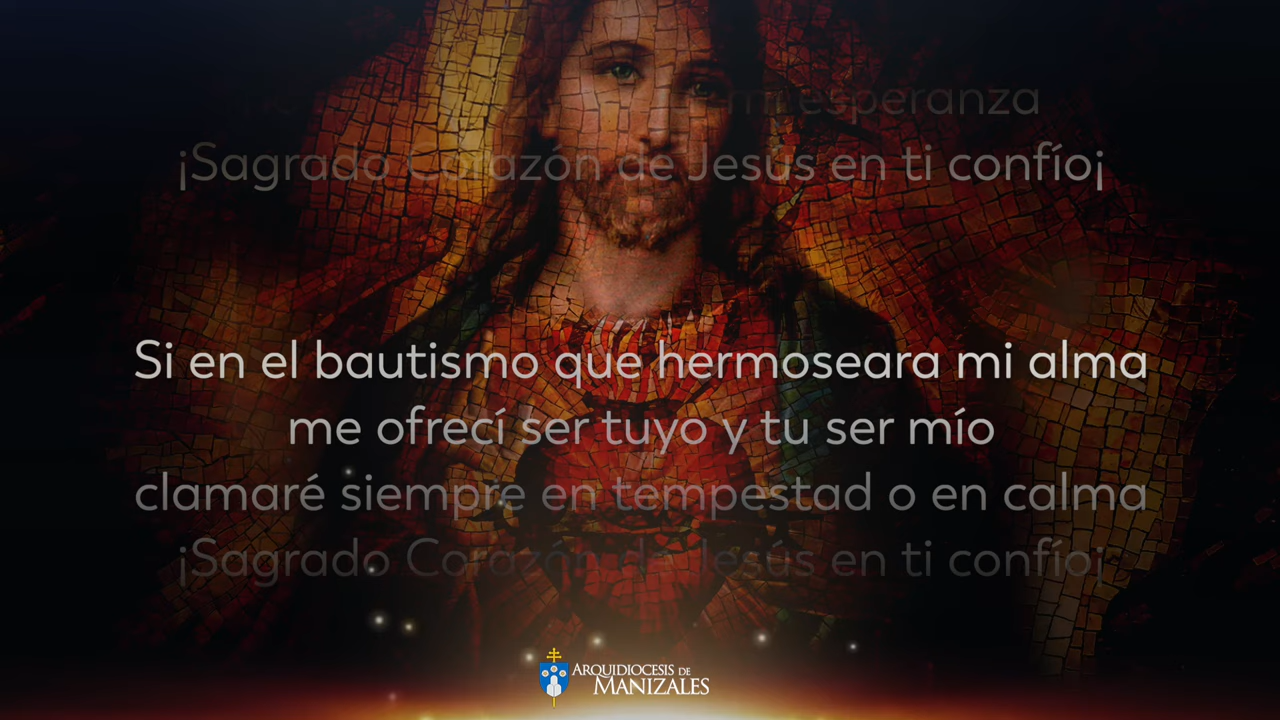 mi esperanza
¡Sagrado Corazón de Jesús en ti confío¡
Si en el bautismo que hermoseara mi alma
me ofrecí ser tuyo y tu ser mío
clamaré siempre en tempestad o en calma
¡Sagrado Corazón de Jesús en ti confío¡
ARQUIDIOCESIS DE
MANIZALES